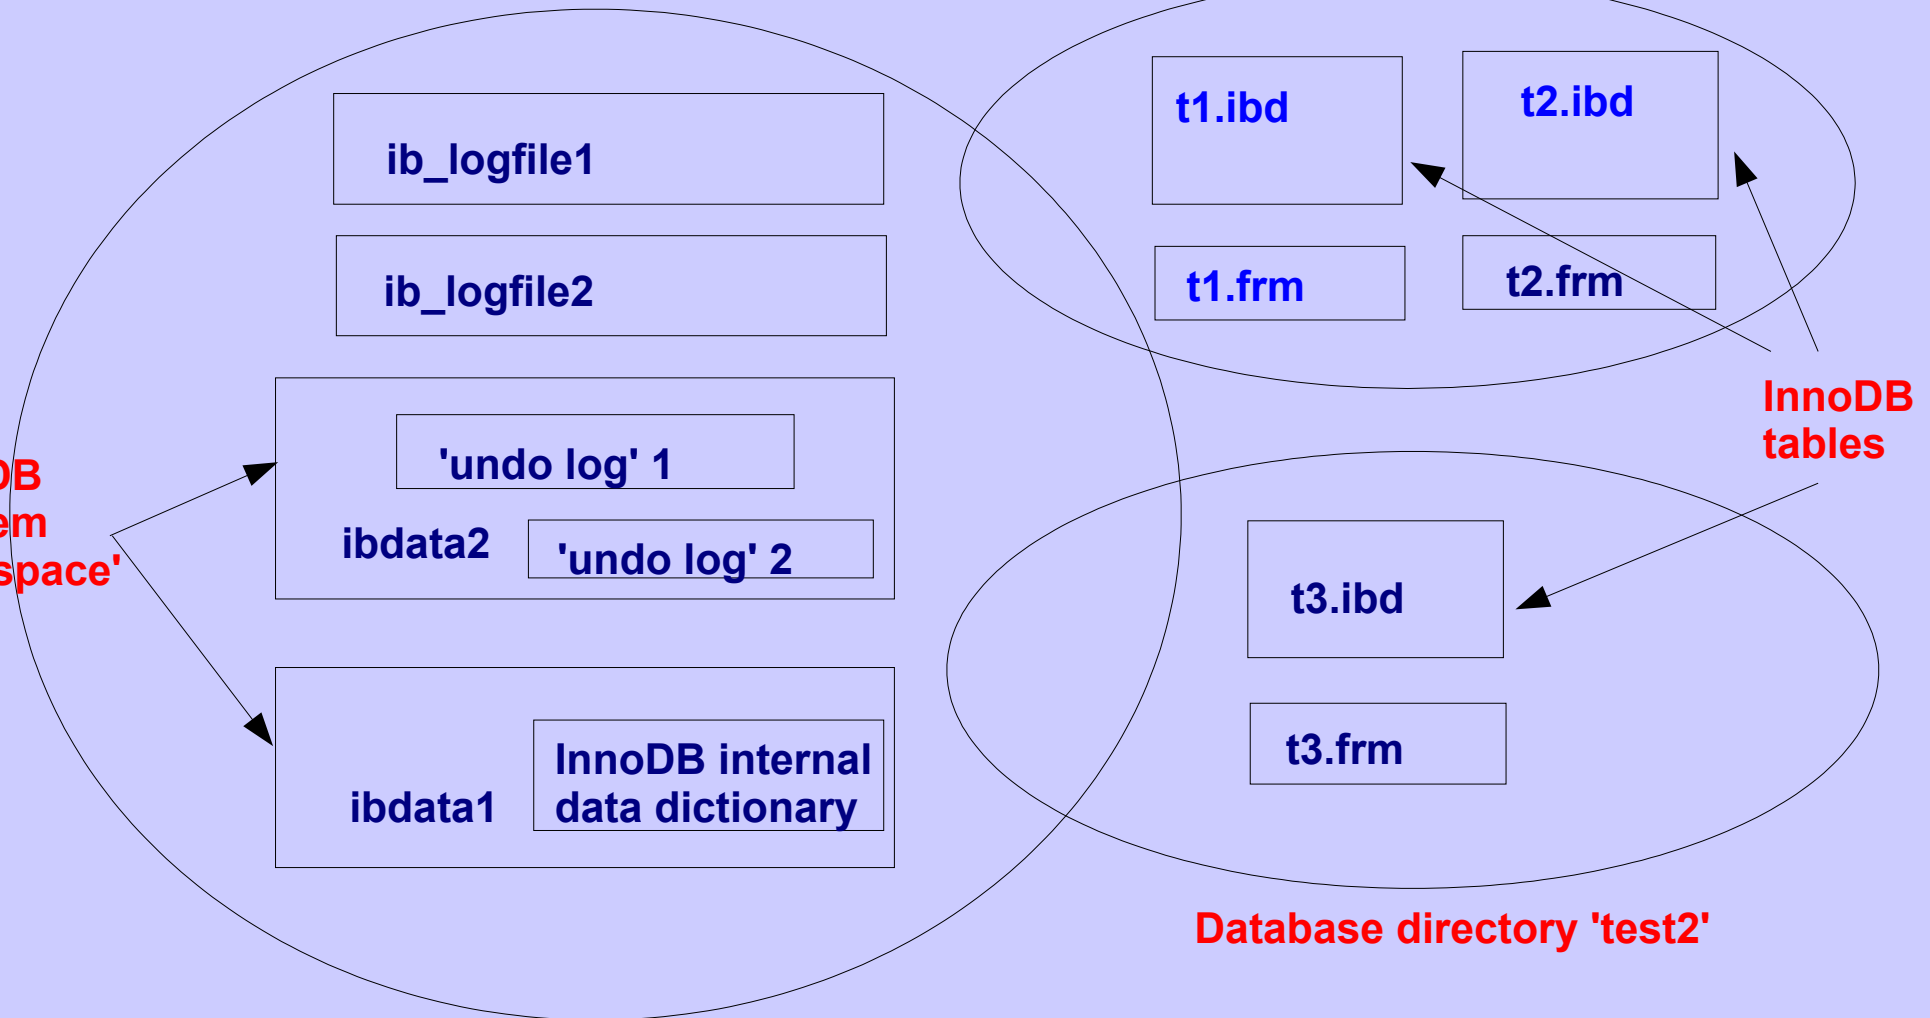 ib_logfile1
ib_logfile2
'undo log' 1
ibdata2
'undo log' 2
space'
ibdata1
InnoDB internal
data dictionary
t1.ibd
t2.ibd
t1.frm
t2.frm
InnoDB
tables
t3.ibd
t3.frm
Database directory 'test2'